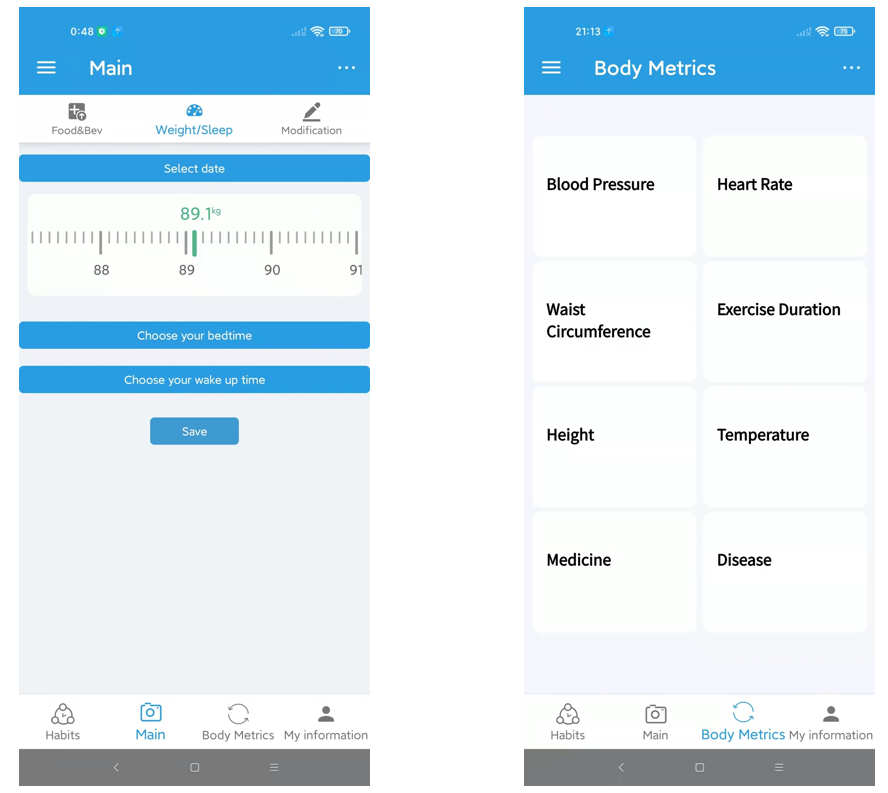 0:48
70
Main
Food&Bev
Weight/Sleep
Modification
Select date
89.1kg
88 89 90 91
Choose your bedtime
Choose your wake up time
Save
Habits
Main
Body Metrics
My information
21:13
75
Body Metrics
Blood Pressure
Heart Rate
Waist
Circumference
Exercise Duration
Height
Temperature
Medicine
Disease
Habits
Main
Body Metrics
My information